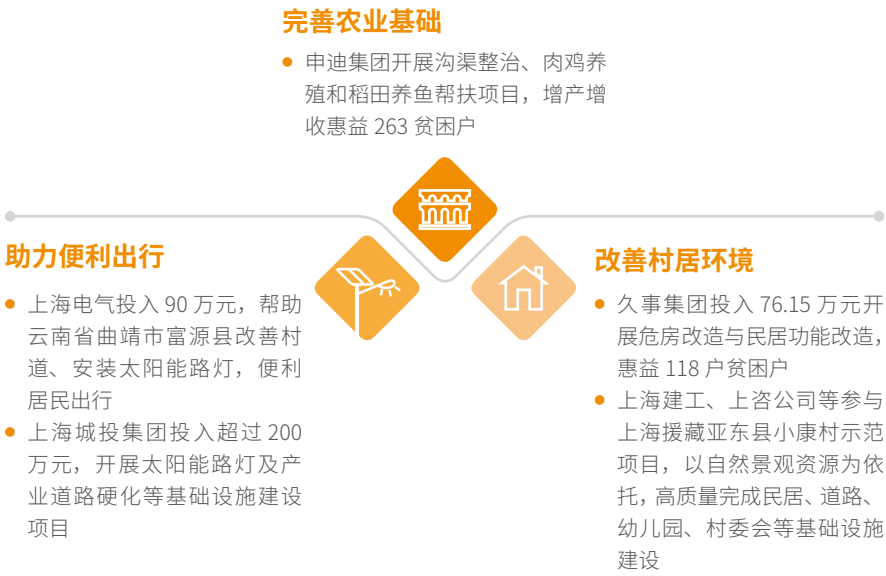 完善农业基础
● 申迪集团开展沟渠整治、肉鸡养
殖和稻田养鱼帮扶项目，增产增
收惠益 263 贫困户
助力便利出行
● 上海电气投入 90 万元，帮助
云南省曲靖市富源县改善村
道、安装太阳能路灯，便利
居民出行
● 上海城投集团投入超过 200
万元，开展太阳能路灯及产
业道路硬化等基础设施建设
项目
改善村居环境
● 久事集团投入 76.15 万元开
展危房改造与民居功能改造，
惠益 118 户贫困户
● 上海建工、上咨公司等参与
上海援藏亚东县小康村示范
项目，以自然景观资源为依
托，高质量完成民居、道路、
幼儿园、村委会等基础设施
建设